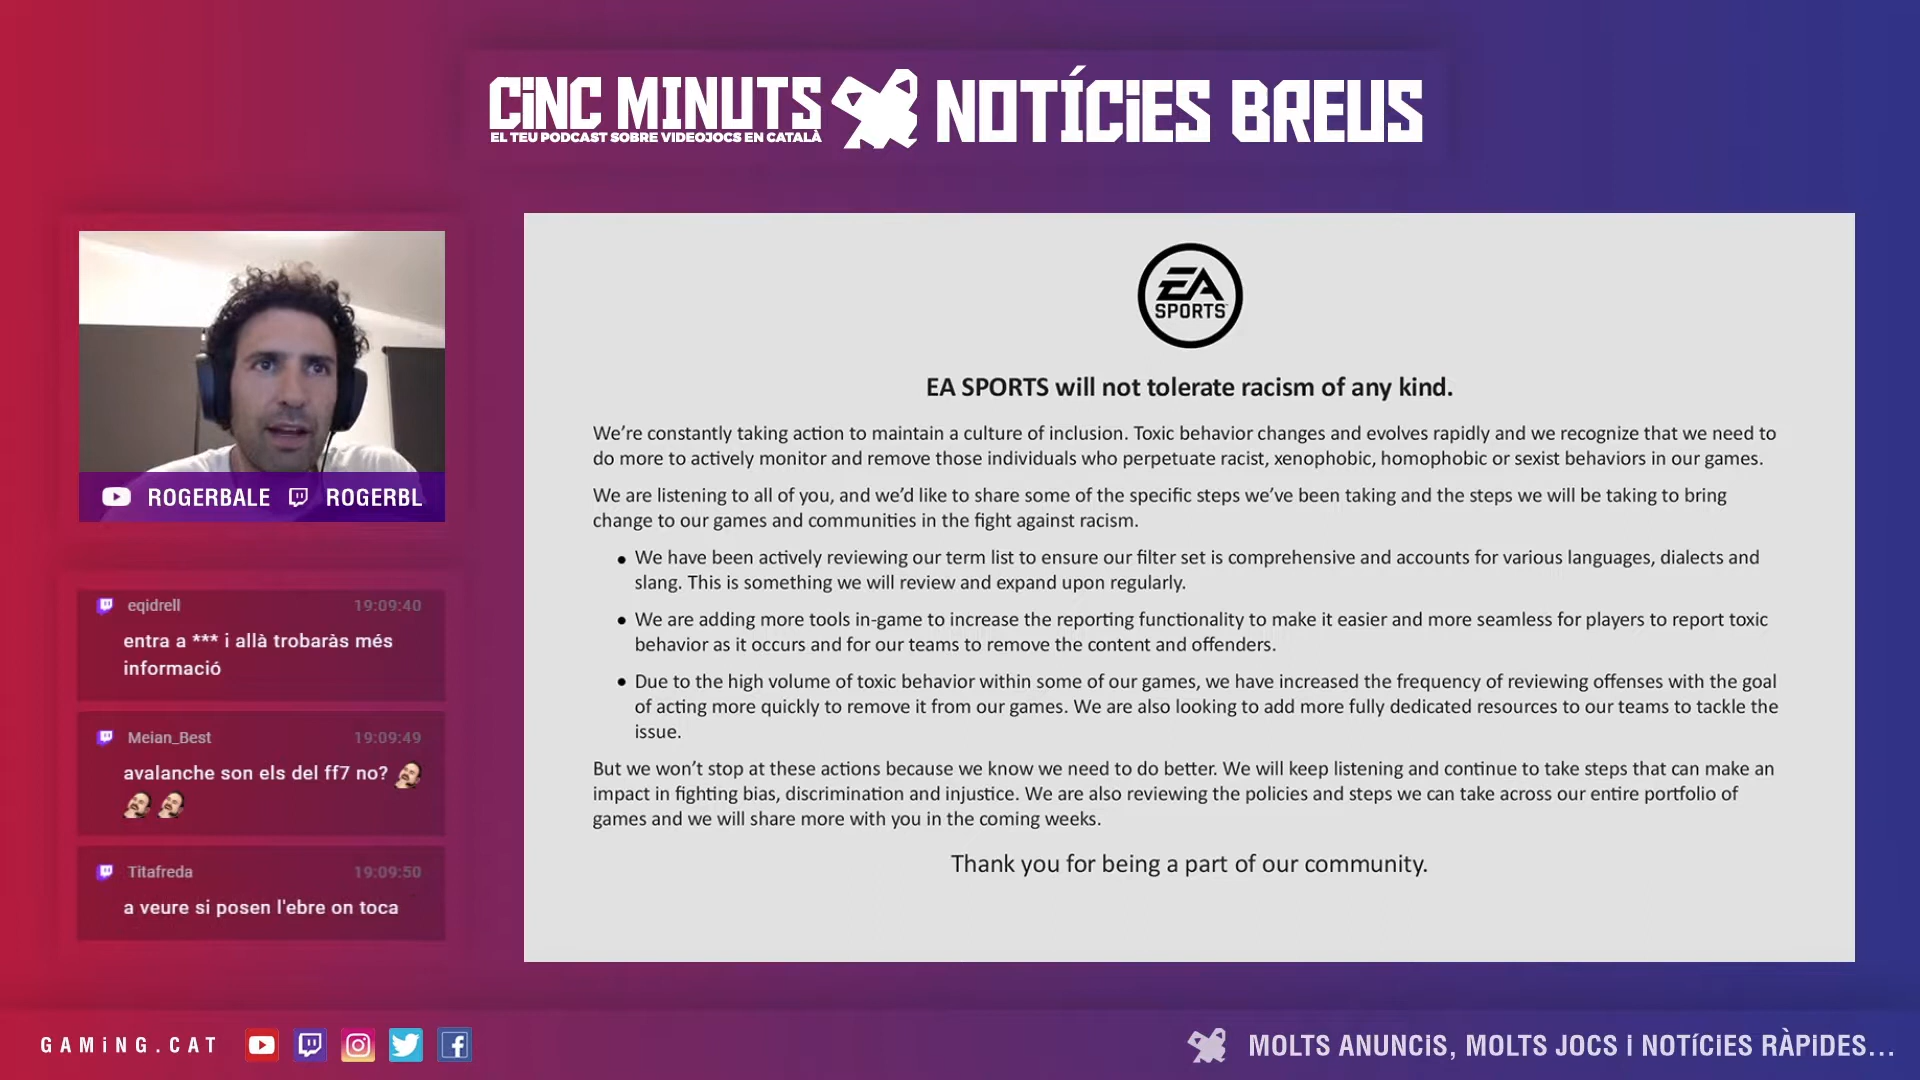 CiNC MINUTS
EL TEU PODCAST SOBRE VIDEOJOCS EN CATALÀ
NOTÍCiES BREUS
ROGERBALE ROGERBL
eqidrell 19:09:40
entra a *** i allà trobaràs més
informació
Meian_Best 19:09:49
avalanche son els del ff7 no?
Titafreda 19:09:50
a veure si posen l'ebre on toca
EA
SPORTS
EA SPORTS will not tolerate racism of any kind.
We’re constantly taking action to maintain a culture of inclusion. Toxic behavior changes and evolves rapidly and we recognize that we need to
do more to actively monitor and remove those individuals who perpetuate racist, xenophobic, homophobic or sexist behaviors in our games.
We are listening to all of you, and we’d like to share some of the specific steps we’ve been taking and the steps we will be taking to bring
change to our games and communities in the fight against racism.
• We have been actively reviewing our term list to ensure our filter set is comprehensive and accounts for various languages, dialects and
slang. This is something we will review and expand upon regularly.
• We are adding more tools in-game to increase the reporting functionality to make it easier and more seamless for players to report toxic
behavior as it occurs and for our teams to remove the content and offenders.
• Due to the high volume of toxic behavior within some of our games, we have increased the frequency of reviewing offenses with the goal
of acting more quickly to remove it from our games. We are also looking to add more fully dedicated resources to our teams to tackle the
issue.
But we won’t stop at these actions because we know we need to do better. We will keep listening and continue to take steps that can make an
impact in fighting bias, discrimination and injustice. We are also reviewing the policies and steps we can take across our entire portfolio of
games and we will share more with you in the coming weeks.
Thank you for being a part of our community.
GAMiNG.CAT
MOLTS ANUNCiS, MOLTS JOCS i NOTíCiES RÀPiDES...